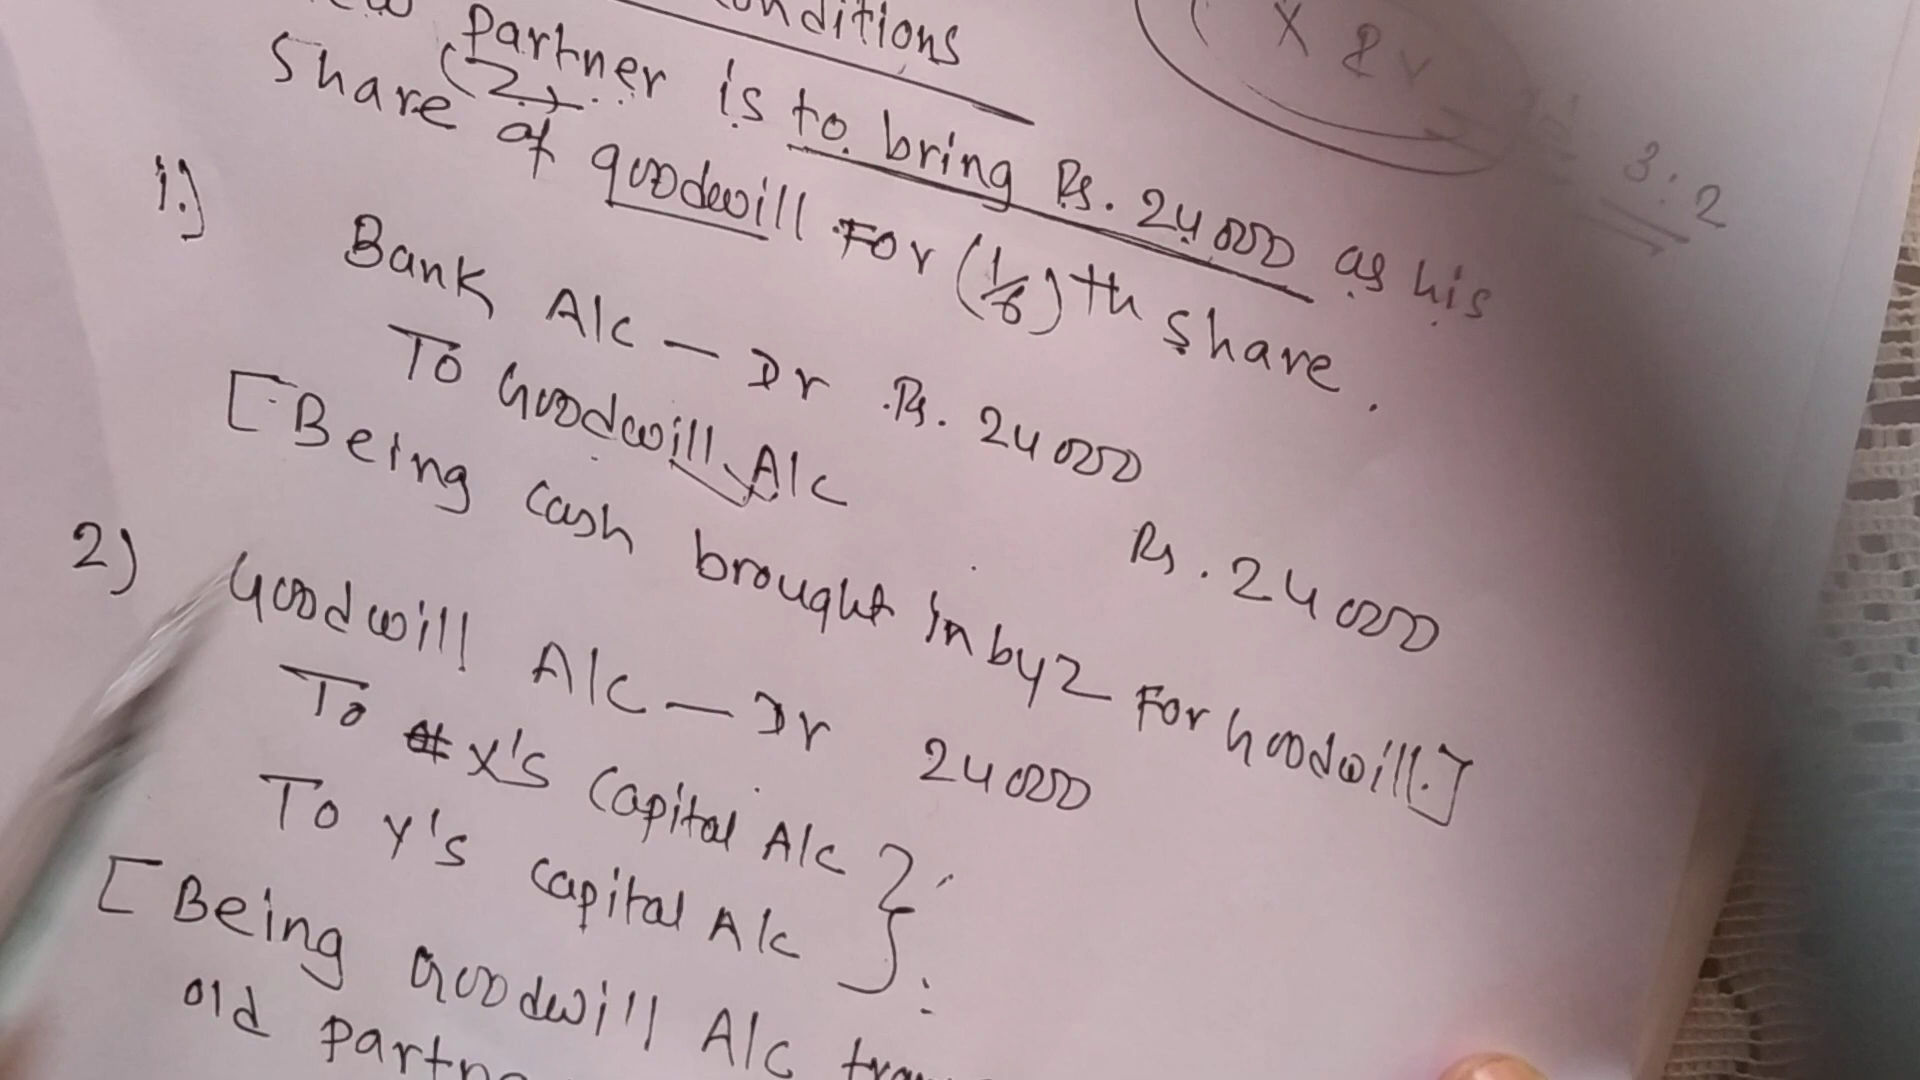 onditions
( X & Y
3:2
partner is to bring Rs. 24000 as his
(Z)
share of goodwill For (1/6)th share.
1.)
Bank A/c — Dr Rs. 24000
To Goodwill A/c Rs. 24000
[Being cash brought in by Z For Goodwill.]
2) Goodwill A/c — Dr 24000
To X's Capital A/c }
To Y's Capital A/c
[Being Goodwill A/c
old